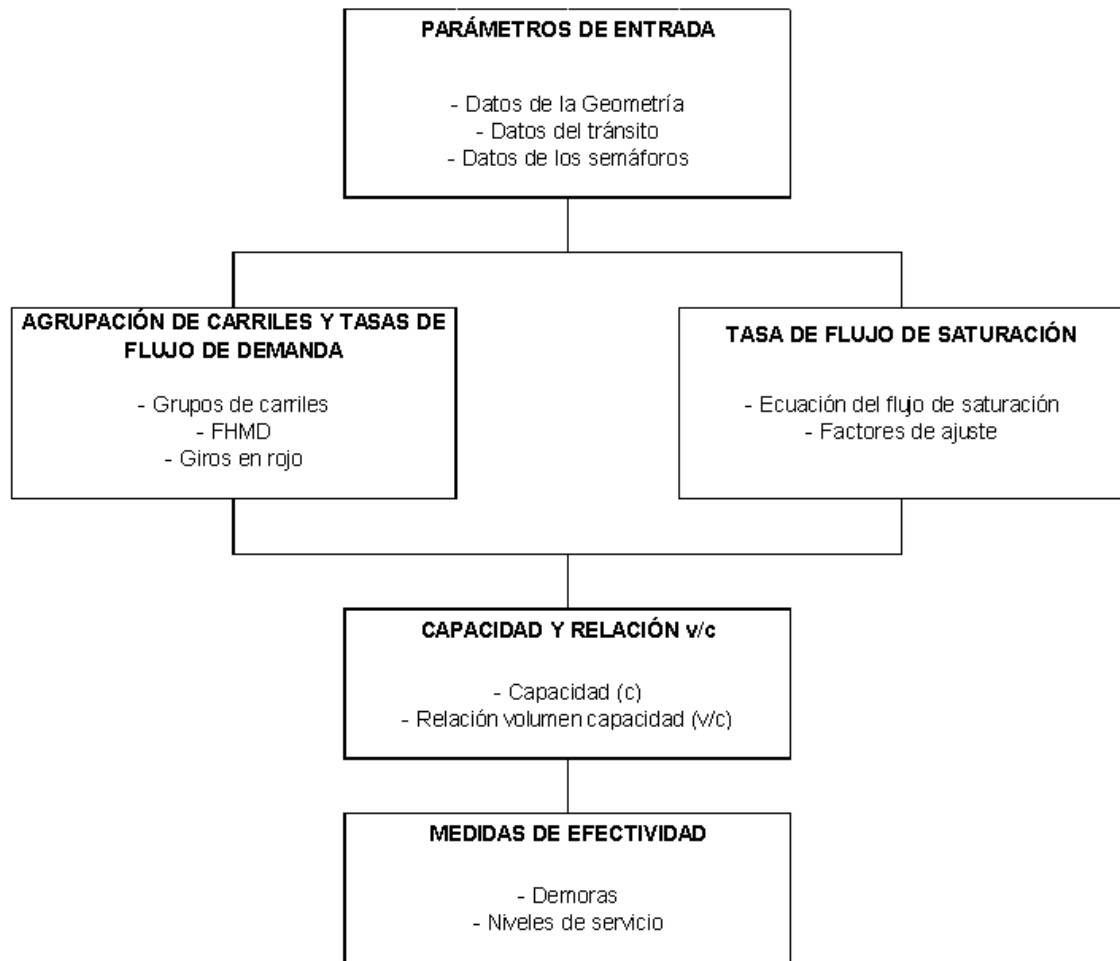 PARÁMETROS DE ENTRADA
- Datos de la Geometría
- Datos del tránsito
- Datos de los semáforos
AGRUPACIÓN DE CARRILES Y TASAS DE
FLUJO DE DEMANDA
- Grupos de carriles
- FHMD
- Giros en rojo
TASA DE FLUJO DE SATURACIÓN
- Ecuación del flujo de saturación
- Factores de ajuste
CAPACIDAD Y RELACIÓN v/c
- Capacidad (c)
- Relación volumen capacidad (v/c)
MEDIDAS DE EFECTIVIDAD
- Demoras
- Niveles de servicio